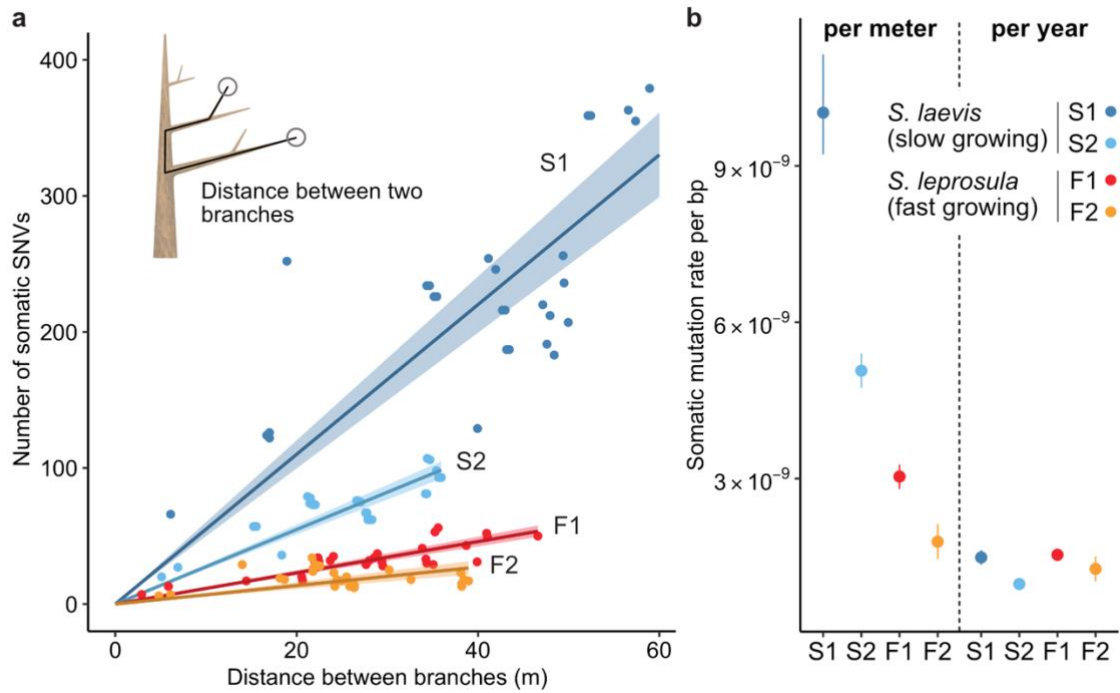 a
Number of somatic SNVs
400
300
200
100
0
Distance between two
branches
S1
S2
F1
F2
0
20
40
60
Distance between branches (m)
b
per meter
per year
Somatic mutation rate per bp
9 × 10⁻⁹
6 × 10⁻⁹
3 × 10⁻⁹
S. laevis
(slow growing)
S1
S2
S. leprosula
(fast growing)
F1
F2
S1 S2 F1 F2 S1 S2 F1 F2